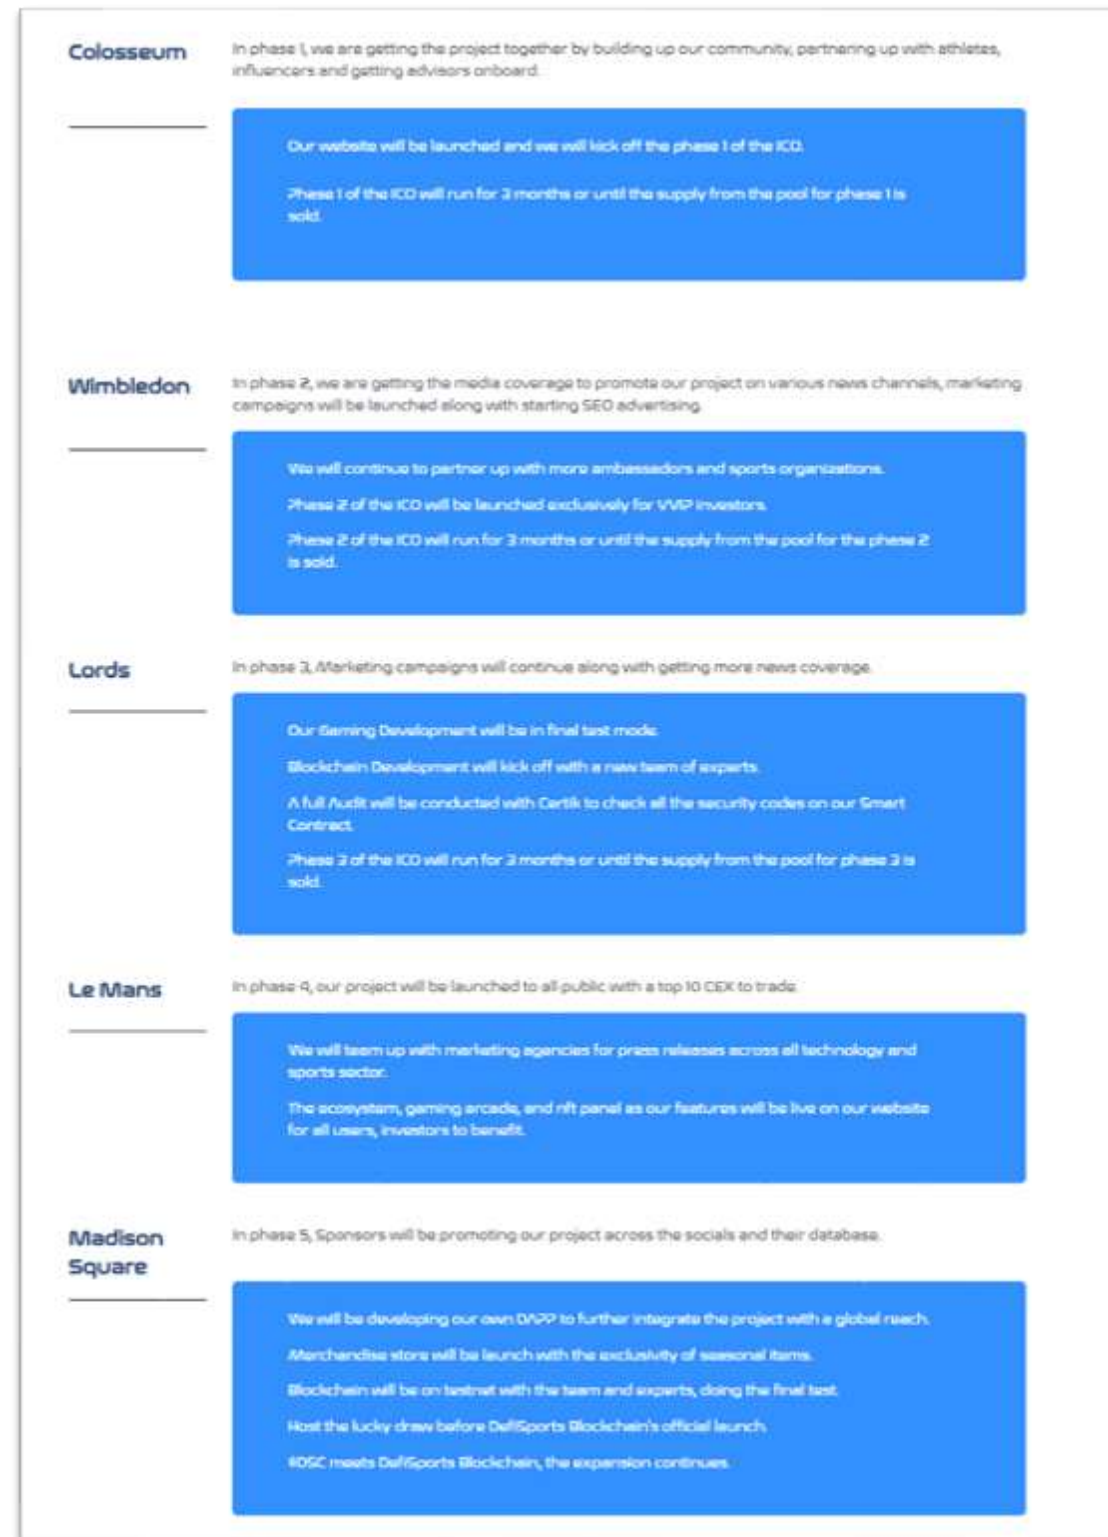 Colosseum
In phase 1, we are getting the project together by building up our community, partnering up with athletes,
influencers and getting advisors onboard.
Our website will be launched and we will kick off the phase 1 of the ICO.
Phase 1 of the ICO will run for 3 months or until the supply from the pool for phase 1 is
sold.
Wimbledon
In phase 2, we are getting the media coverage to promote our project on various news channels, marketing
campaigns will be launched along with starting SEO advertising.
We will continue to partner up with more ambassadors and sports organizations.
Phase 2 of the ICO will be launched exclusively for VVIP investors.
Phase 2 of the ICO will run for 3 months or until the supply from the pool for the phase 2
is sold.
Lords
In phase 3, Marketing campaigns will continue along with getting more news coverage.
Our Gaming Development will be in final test mode.
Blockchain Development will kick off with a new team of experts.
A full Audit will be conducted with Certik to check all the security codes on our Smart
Contract.
Phase 3 of the ICO will run for 3 months or until the supply from the pool for phase 3 is
sold.
Le Mans
In phase 4, our project will be launched to all public with a top 10 CEX to trade.
We will team up with marketing agencies for press releases across all technology and
sports sector.
The ecosystem, gaming arcade, and nft panel as our features will be live on our website
for all users, investors to benefit.
Madison
Square
In phase 5, Sponsors will be promoting our project across the socials and their database.
We will be developing our own DAPP to further integrate the project with a global reach.
Merchandise store will be launch with the exclusivity of seasonal items.
Blockchain will be on testnet with the team and experts, doing the final test.
Host the lucky draw before DefiSports Blockchain's official launch.
#DSC meets DefiSports Blockchain, the expansion continues.